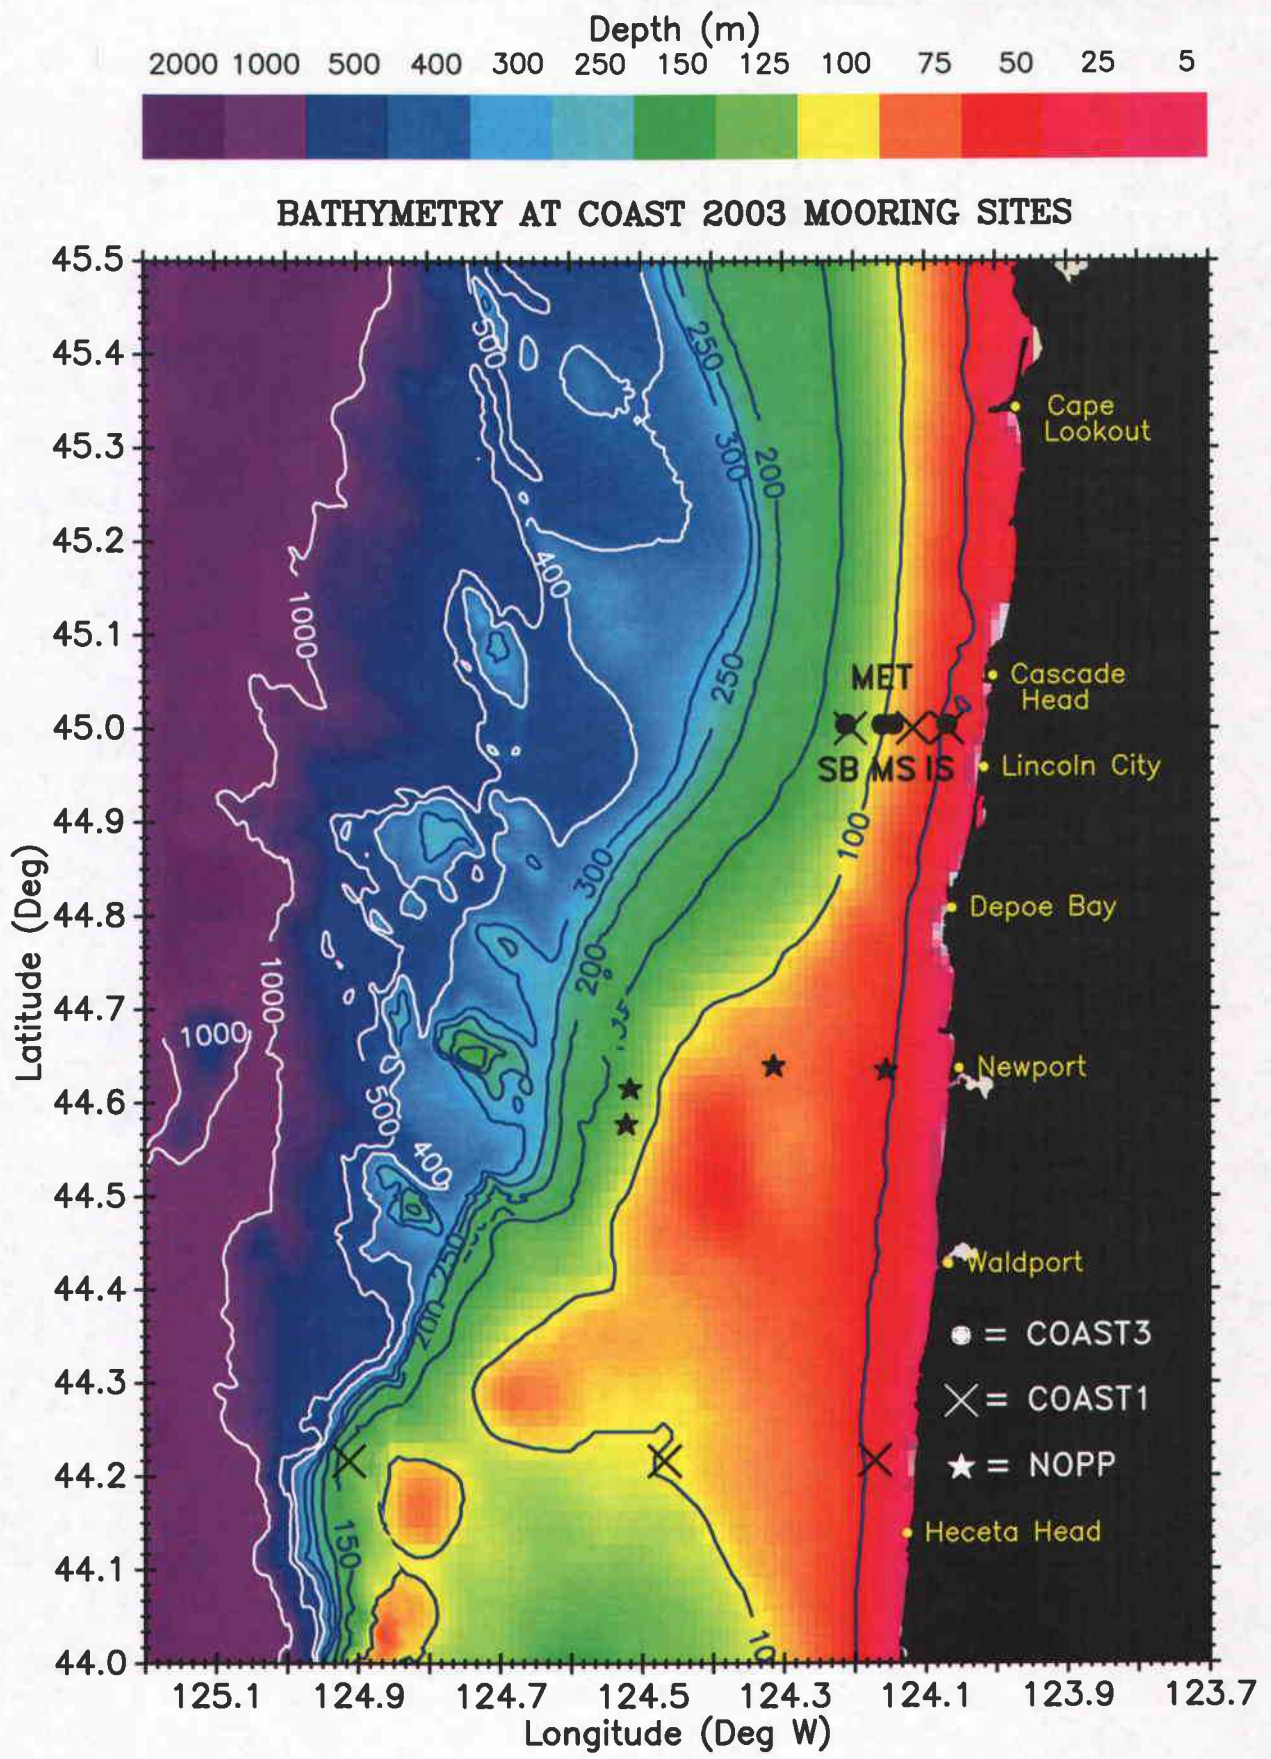 Depth (m)
2000 1000 500 400 300 250 150 125 100 75 50 25 5
BATHYMETRY AT COAST 2003 MOORING SITES
45.5
45.4
45.3
45.2
45.1
45.0
44.9
44.8
44.7
44.6
44.5
44.4
44.3
44.2
44.1
44.0
Latitude (Deg)
500
250
300
200
400
1000
250
300
100
200
1000
1000
500
400
250
200
150
10
Cape
Lookout
MET
Cascade
Head
SB MS IS
Lincoln City
Depoe Bay
Newport
Waldport
= COAST3
= COAST1
= NOPP
Heceta Head
125.1 124.9 124.7 124.5 124.3 124.1 123.9 123.7
Longitude (Deg W)